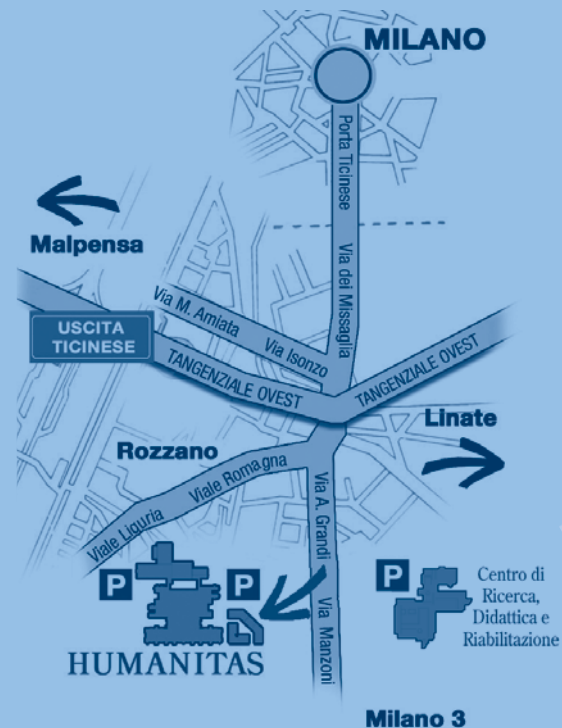 MILANO
Porta Ticinese
Via dei Missaglia
Malpensa
USCITA
TICINESE
Via M. Amiata
Via Isonzo
TANGENZIALE OVEST
TANGENZIALE OVEST
Linate
Rozzano
Viale Romagna
Viale Liguria
Via A. Grandi
Via Manzoni
P
P
P
Centro di
Ricerca,
Didattica e
Riabilitazione
HUMANITAS
Milano 3